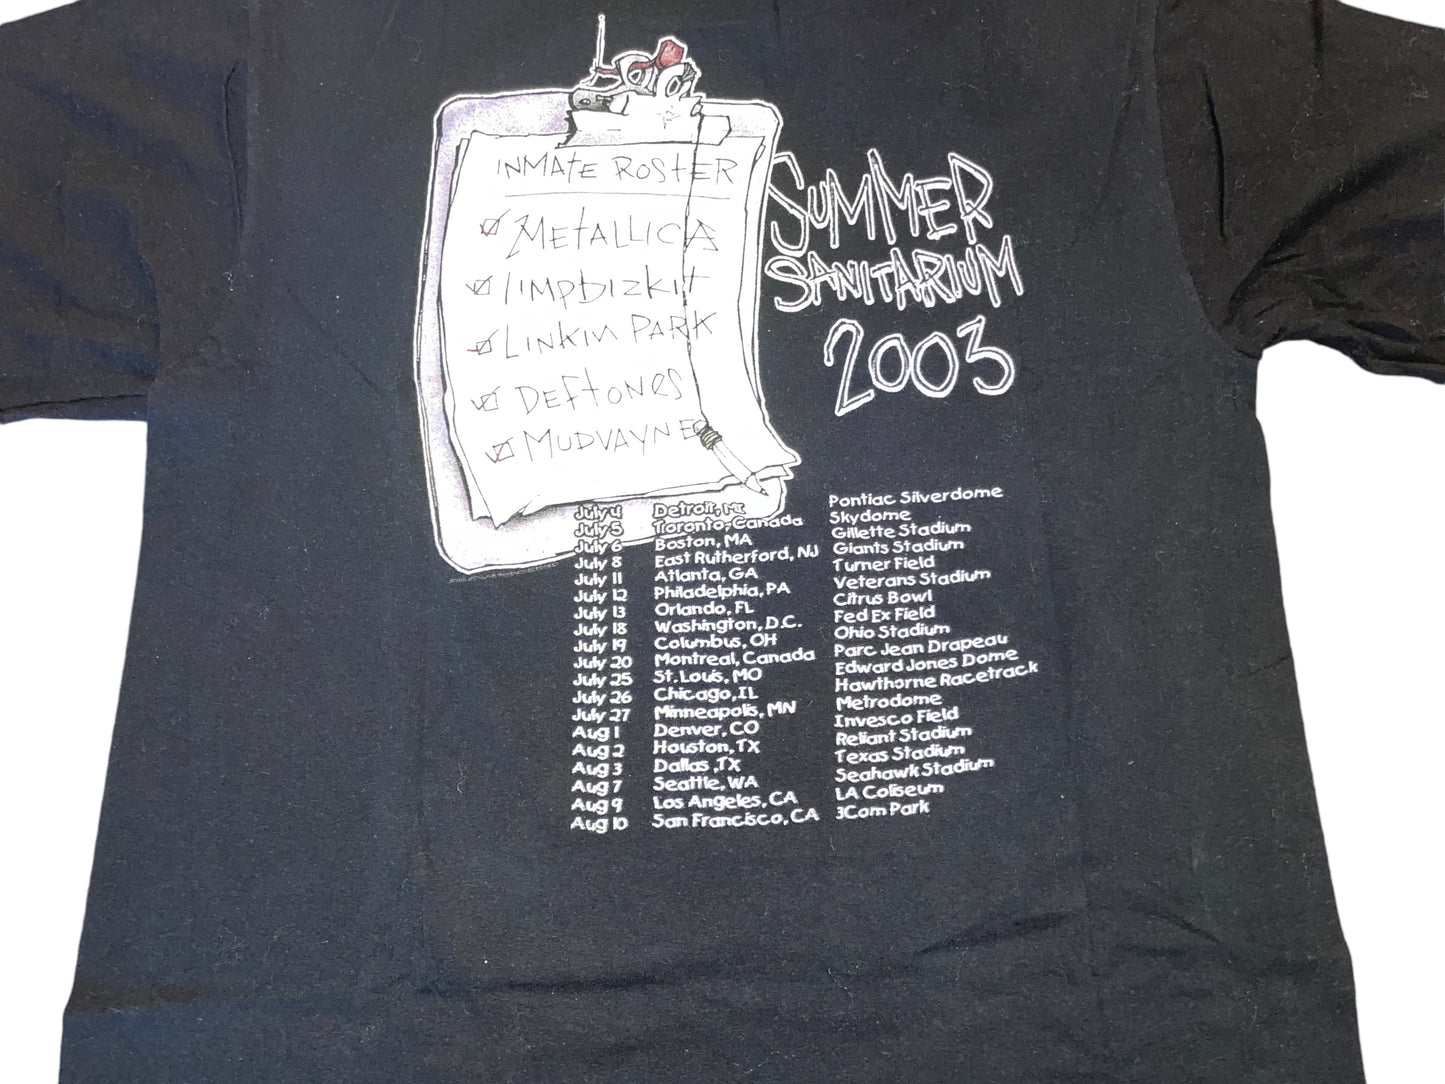 INMATE ROSTER
METALLICA
limpbizkit
LINKIN PARK
DEFTONES
MUDVAYNE
SUMMER
SANITARIUM
2003
July 4 Detroit, MI Pontiac Silverdome
July 5 Toronto, Canada Skydome
July 6 Boston, MA Gillette Stadium
July 8 East Rutherford, NJ Giants Stadium
July 11 Atlanta, GA Turner Field
July 12 Philadelphia, PA Veterans Stadium
July 13 Orlando, FL Citrus Bowl
July 18 Washington, D.C. Fed Ex Field
July 19 Columbus, OH Ohio Stadium
July 20 Montreal, Canada Parc Jean Drapeau
July 25 St. Louis, MO Edward Jones Dome
July 26 Chicago, IL Hawthorne Racetrack
July 27 Minneapolis, MN Metrodome
Aug 1 Denver, CO Invesco Field
Aug 2 Houston, TX Reliant Stadium
Aug 3 Dallas ,TX Texas Stadium
Aug 7 Seattle, WA Seahawk Stadium
Aug 9 Los Angeles, CA LA Coliseum
Aug 10 San Francisco, CA 3Com Park